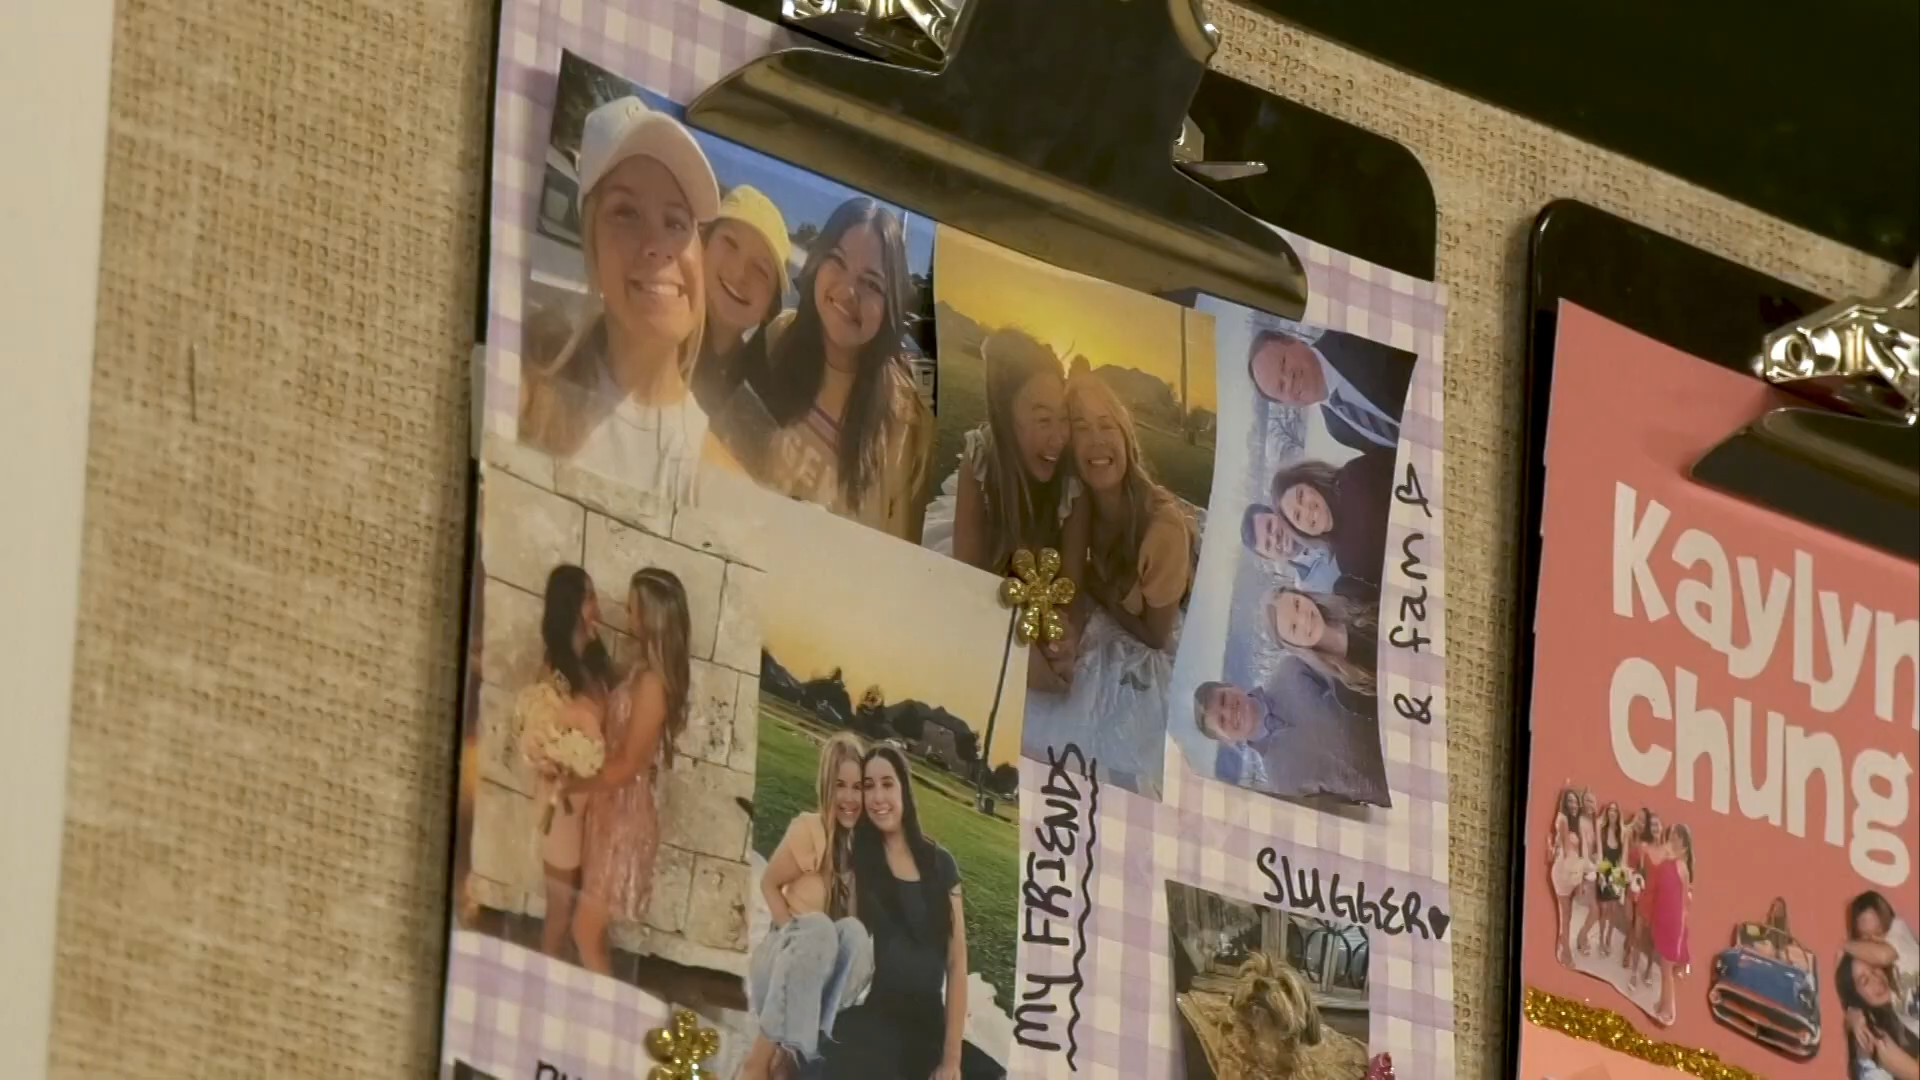 & fam
MY FRIENDS
SLUGGER
Kaylyn
Chung